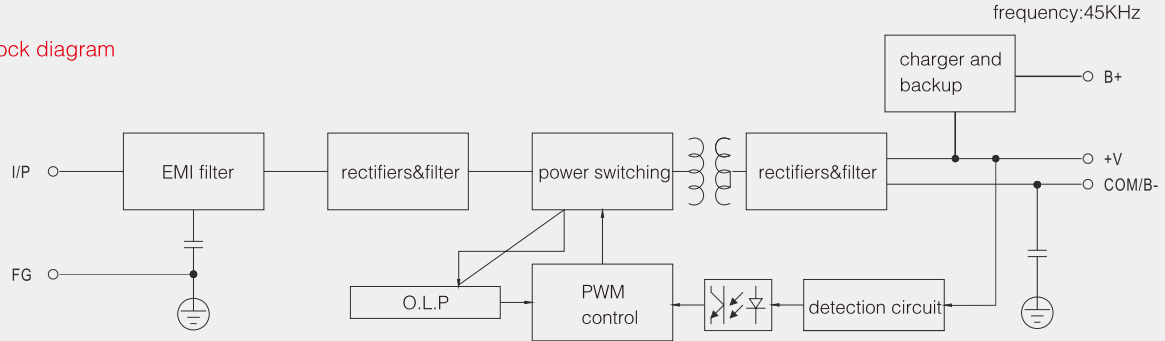 frequency:45KHz
ock diagram
charger and
backup
B+
I/P
EMI filter
rectifiers&filter
power switching
rectifiers&filter
+V
COM/B-
FG
O.L.P
PWM
control
detection circuit